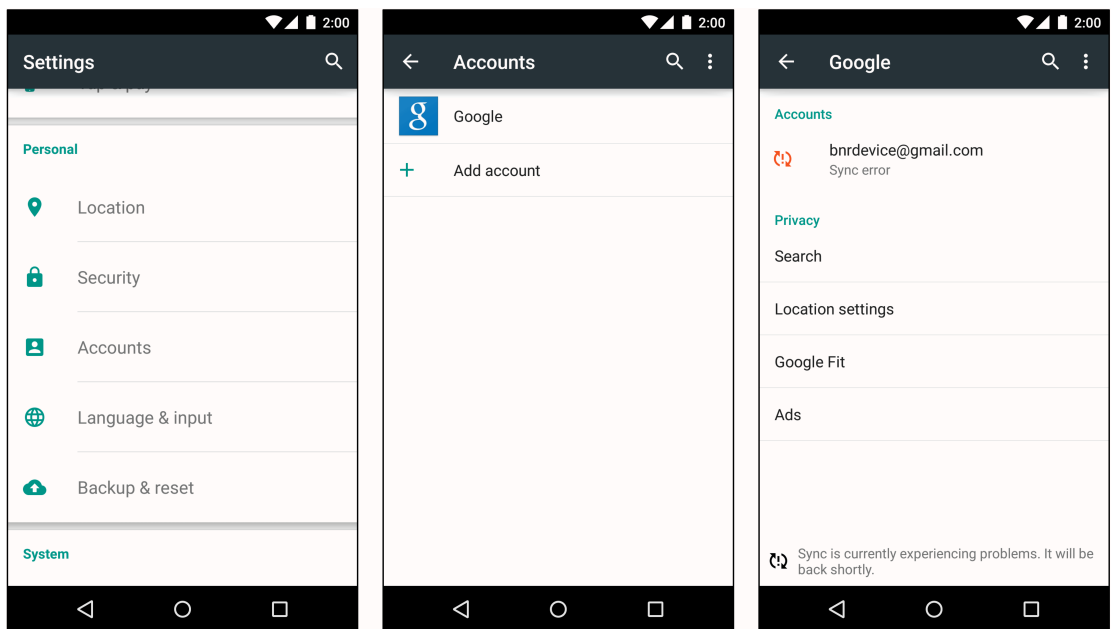 2:00
Settings
Personal
Location
Security
Accounts
Language & input
Backup & reset
System
2:00
Accounts
Google
Add account
2:00
Google
Accounts
bnrdevice@gmail.com
Sync error
Privacy
Search
Location settings
Google Fit
Ads
Sync is currently experiencing problems. It will be
back shortly.